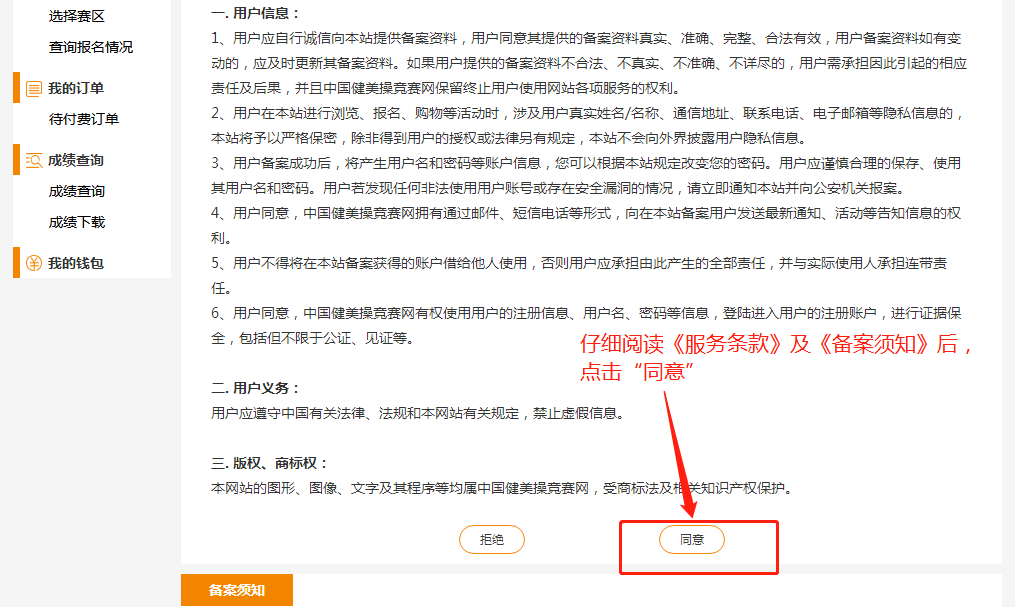 选择赛区
查询报名情况
我的订单
待付费订单
成绩查询
成绩查询
成绩下载
我的钱包
一. 用户信息：
1、用户应自行诚信向本站提供备案资料，用户同意其提供的备案资料真实、准确、完整、合法有效，用户备案资料如有变
动的，应及时更新其备案资料。如果用户提供的备案资料不合法、不真实、不准确、不详尽的，用户需承担因此引起的相应
责任及后果，并且中国健美操竞赛网保留终止用户使用网站各项服务的权利。
2、用户在本站进行浏览、报名、购物等活动时，涉及用户真实姓名/名称、通信地址、联系电话、电子邮箱等隐私信息的，
本站将予以严格保密，除非得到用户的授权或法律另有规定，本站不会向外界披露用户隐私信息。
3、用户备案成功后，将产生用户名和密码等账户信息，您可以根据本站规定改变您的密码。用户应谨慎合理的保存、使用
其用户名和密码。用户若发现任何非法使用用户账号或存在安全漏洞的情况，请立即通知本站并向公安机关报案。
4、用户同意，中国健美操竞赛网拥有通过邮件、短信电话等形式，向在本站备案用户发送最新通知、活动等告知信息的权
利。
5、用户不得将在本站备案获得的账户借给他人使用，否则用户应承担由此产生的全部责任，并与实际使用人承担连带责
任。
6、用户同意，中国健美操竞赛网有权使用用户的注册信息、用户名、密码等信息，登陆进入用户的注册账户，进行证据保
全，包括但不限于公证、见证等。
仔细阅读《服务条款》及《备案须知》后，
点击“同意”
二. 用户义务：
用户应遵守中国有关法律、法规和本网站有关规定，禁止虚假信息。
三. 版权、商标权：
本网站的图形、图像、文字及其程序等均属中国健美操竞赛网，受商标法及相关知识产权保护。
拒绝
同意
备案须知